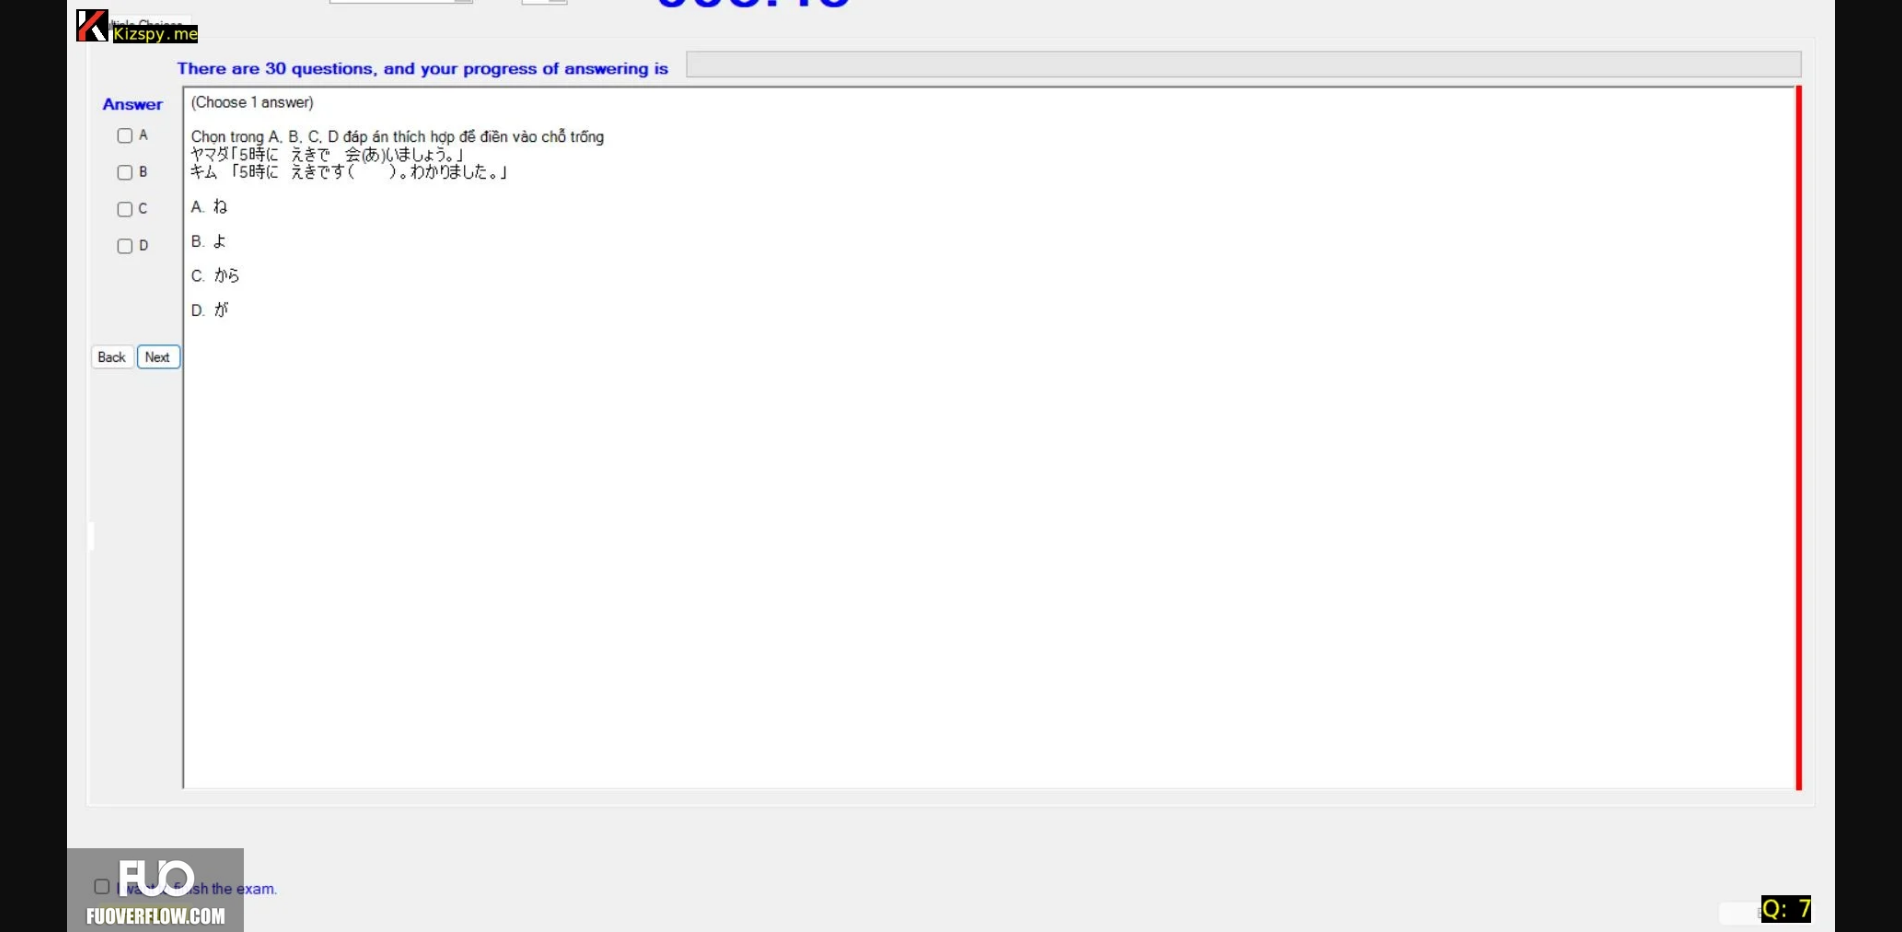 Kizspy.me
There are 30 questions, and your progress of answering is
Answer
(Choose 1 answer)
A
B
C
D
Chọn trong A, B, C, D đáp án thích hợp để điền vào chỗ trống
ヤマダ「5時に えきで 会(あ)いましょう。」
キム 「5時に えきです( )。わかりました。」
A. ね
B. よ
C. から
D. が
Back Next
FUO
finish the exam.
FUOVERFLOW.COM
Q: 7